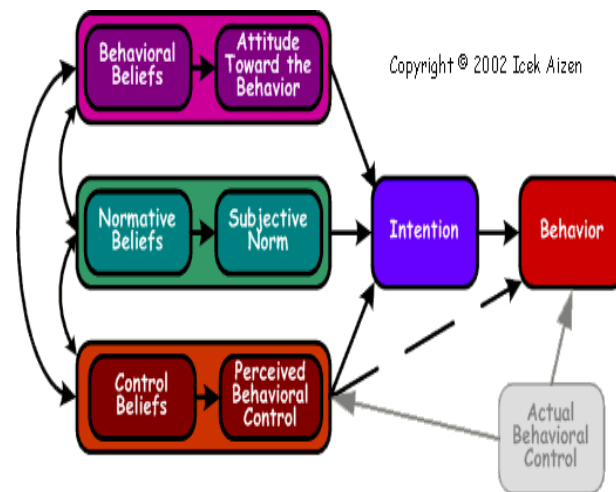 Behavioral
Beliefs
Attitude
Toward the
Behavior
Copyright © 2002 Icek Aizen
Normative
Beliefs
Subjective
Norm
Intention
Behavior
Control
Beliefs
Perceived
Behavioral
Control
Actual
Behavioral
Control